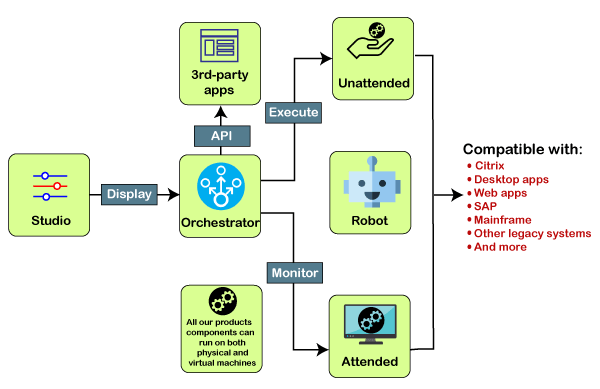 3rd-party
apps
Unattended
API
Execute
Studio
Display
Orchestrator
Robot
Compatible with:
• Citrix
• Desktop apps
• Web apps
• SAP
• Mainframe
• Other legacy systems
• And more
Monitor
All our products
components can
run on both
physical and
virtual machines
Attended